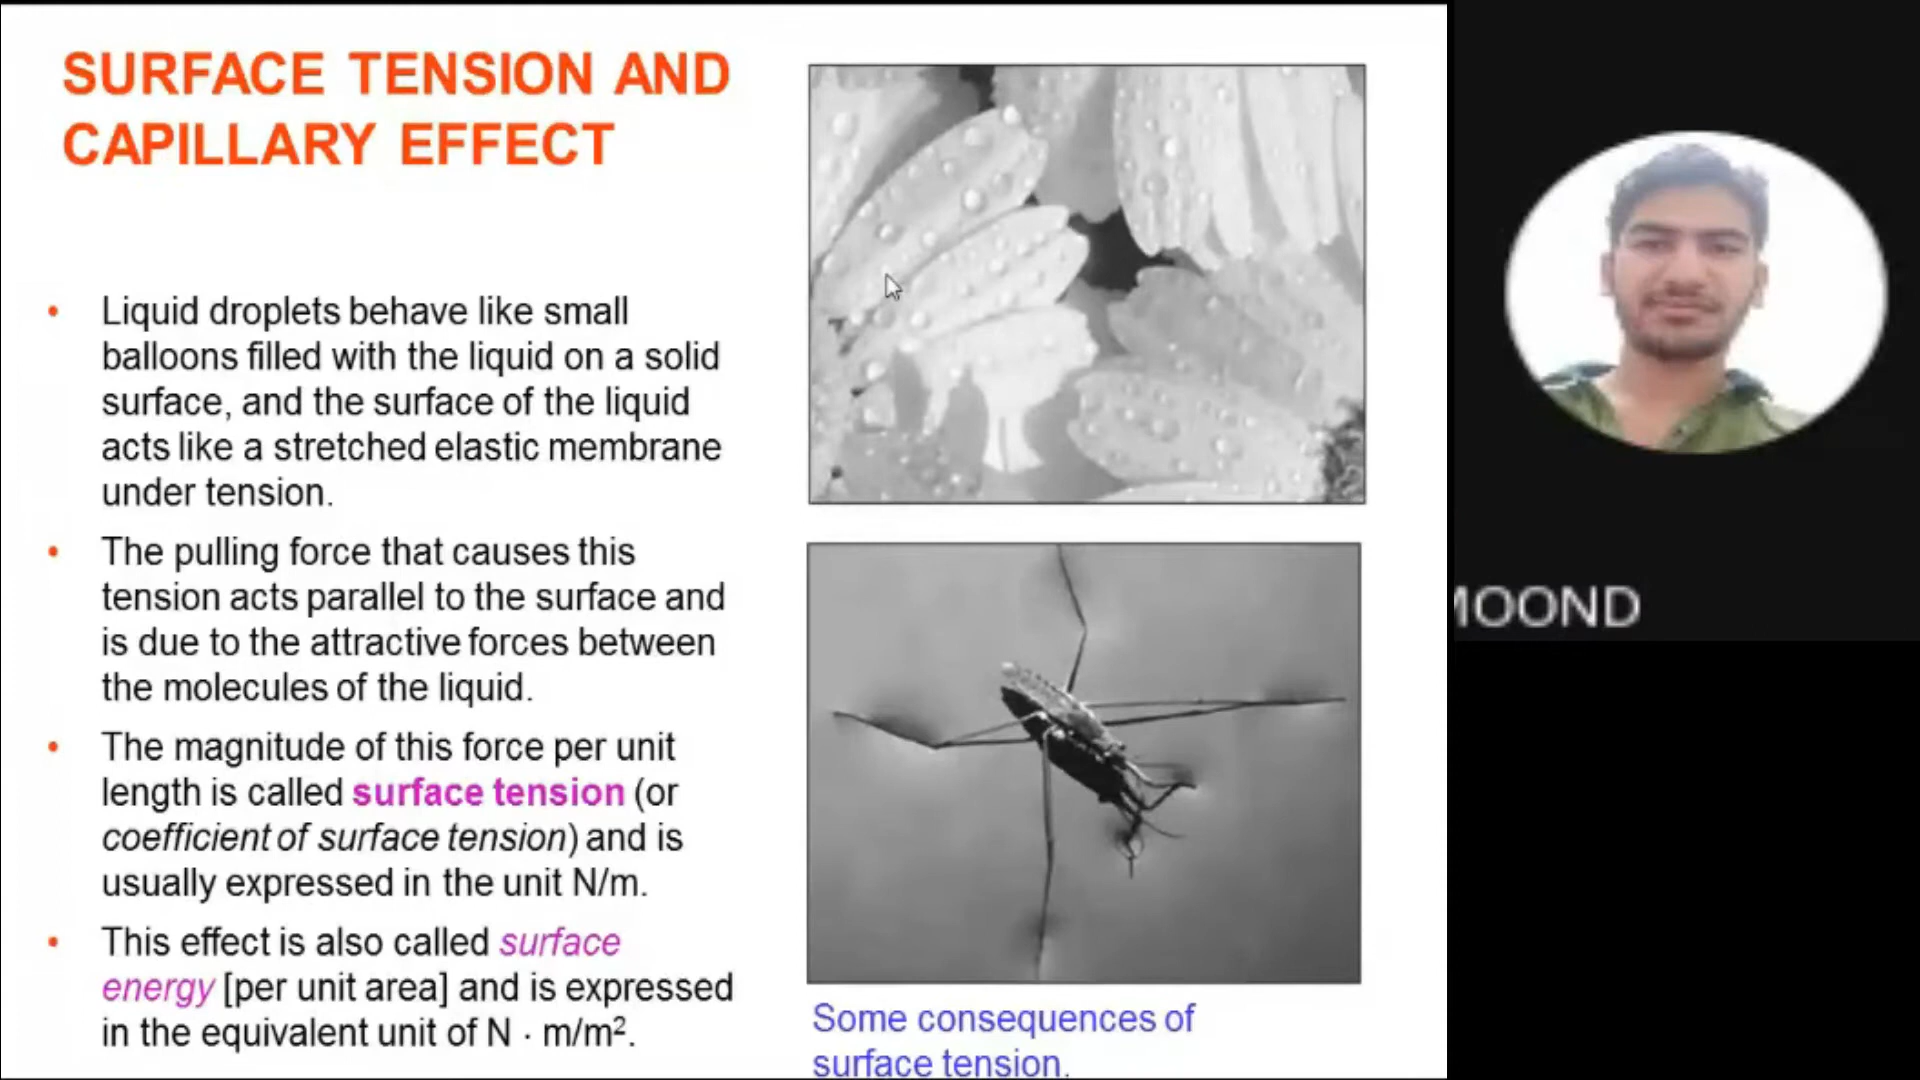 SURFACE TENSION AND
CAPILLARY EFFECT
• Liquid droplets behave like small
balloons filled with the liquid on a solid
surface, and the surface of the liquid
acts like a stretched elastic membrane
under tension.
• The pulling force that causes this
tension acts parallel to the surface and
is due to the attractive forces between
the molecules of the liquid.
• The magnitude of this force per unit
length is called surface tension (or
coefficient of surface tension) and is
usually expressed in the unit N/m.
• This effect is also called surface
energy [per unit area] and is expressed
in the equivalent unit of N · m/m².
Some consequences of
surface tension.
MOOND